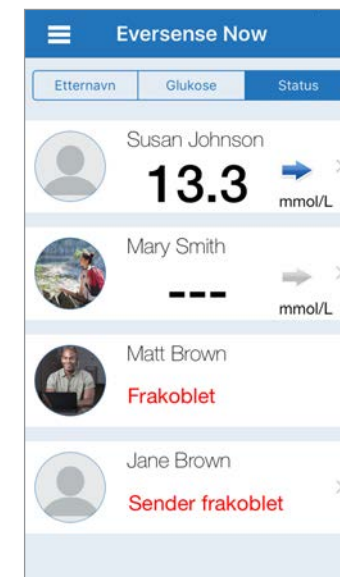 Eversense Now
Etternavn Glukose Status
Susan Johnson
13.3
mmol/L
Mary Smith
---
mmol/L
Matt Brown
Frakoblet
Jane Brown
Sender frakoblet